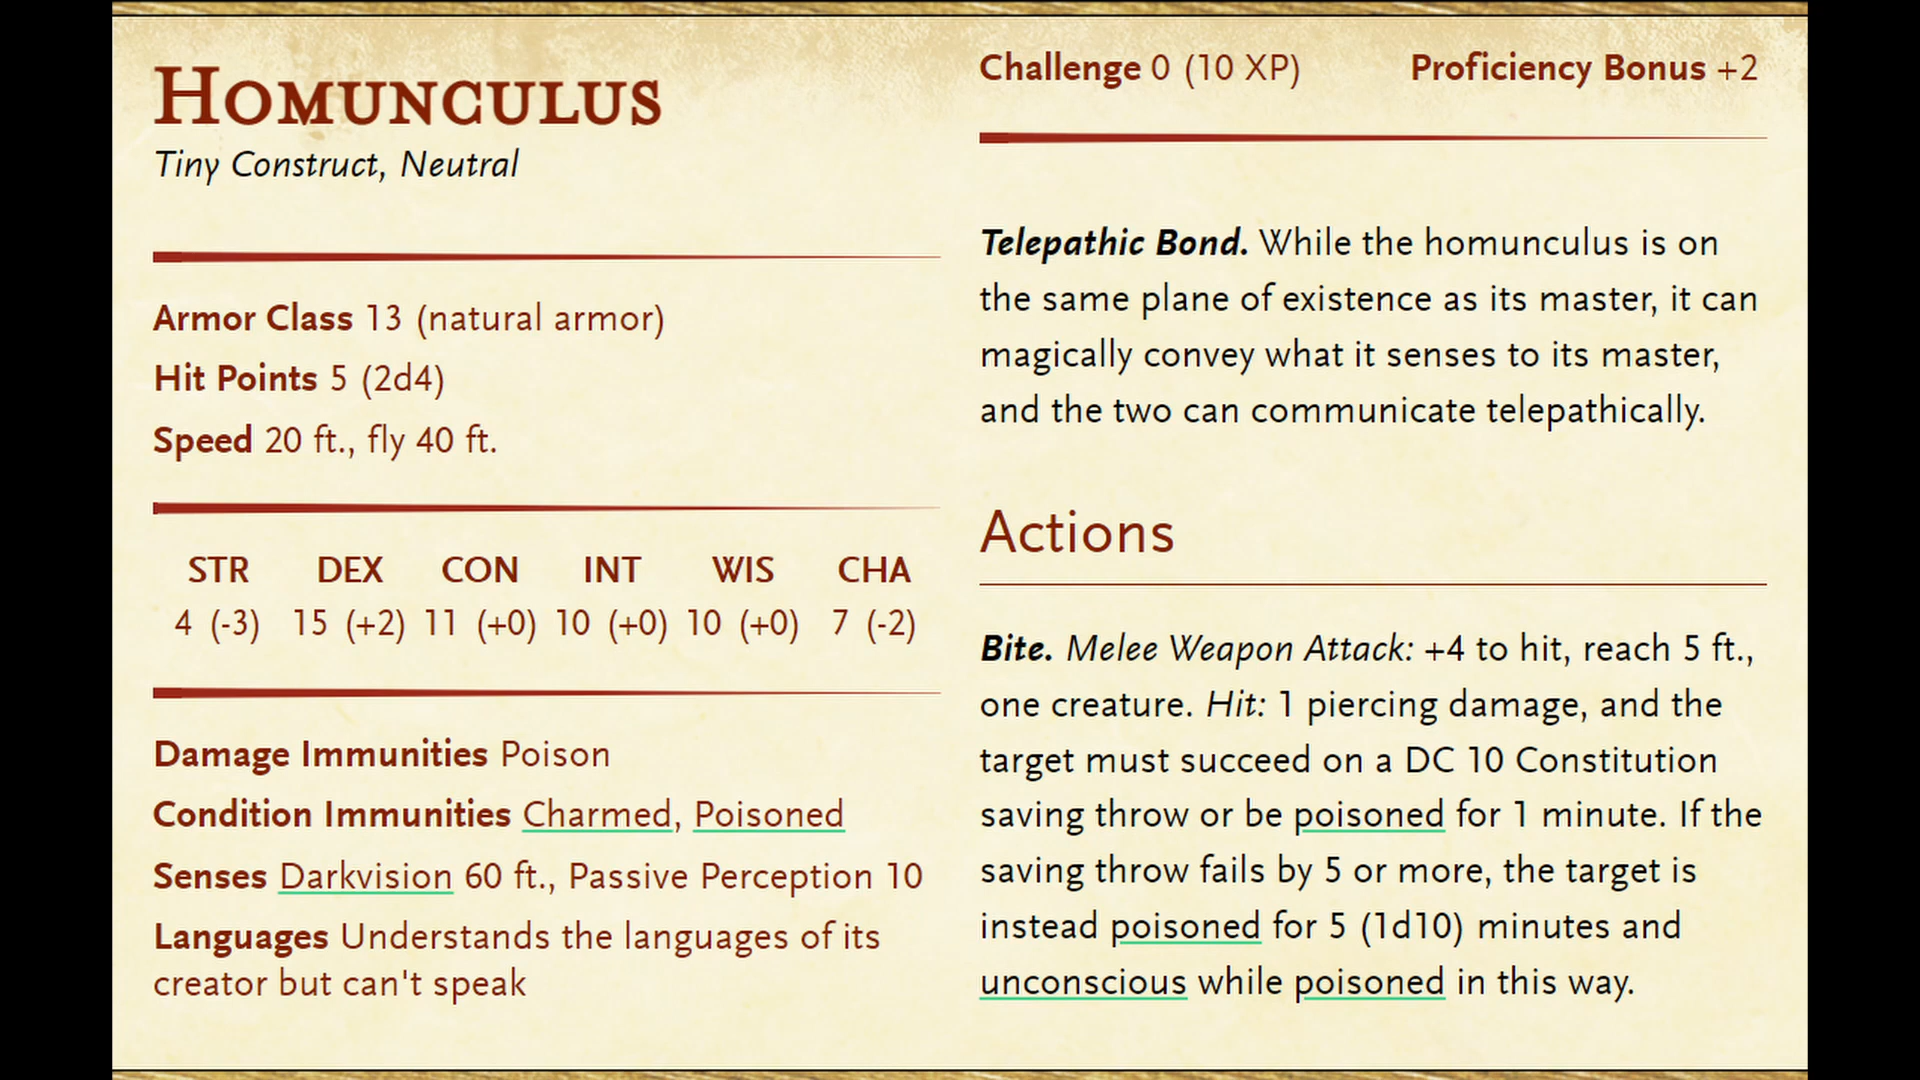 HOMUNCULUS
Tiny Construct, Neutral
Armor Class 13 (natural armor)
Hit Points 5 (2d4)
Speed 20 ft., fly 40 ft.
STR DEX CON INT WIS CHA
4 (-3) 15 (+2) 11 (+0) 10 (+0) 10 (+0) 7 (-2)
Damage Immunities Poison
Condition Immunities Charmed, Poisoned
Senses Darkvision 60 ft., Passive Perception 10
Languages Understands the languages of its
creator but can't speak
Challenge 0 (10 XP) Proficiency Bonus +2
Telepathic Bond. While the homunculus is on
the same plane of existence as its master, it can
magically convey what it senses to its master,
and the two can communicate telepathically.
Actions
Bite. Melee Weapon Attack: +4 to hit, reach 5 ft.,
one creature. Hit: 1 piercing damage, and the
target must succeed on a DC 10 Constitution
saving throw or be poisoned for 1 minute. If the
saving throw fails by 5 or more, the target is
instead poisoned for 5 (1d10) minutes and
unconscious while poisoned in this way.